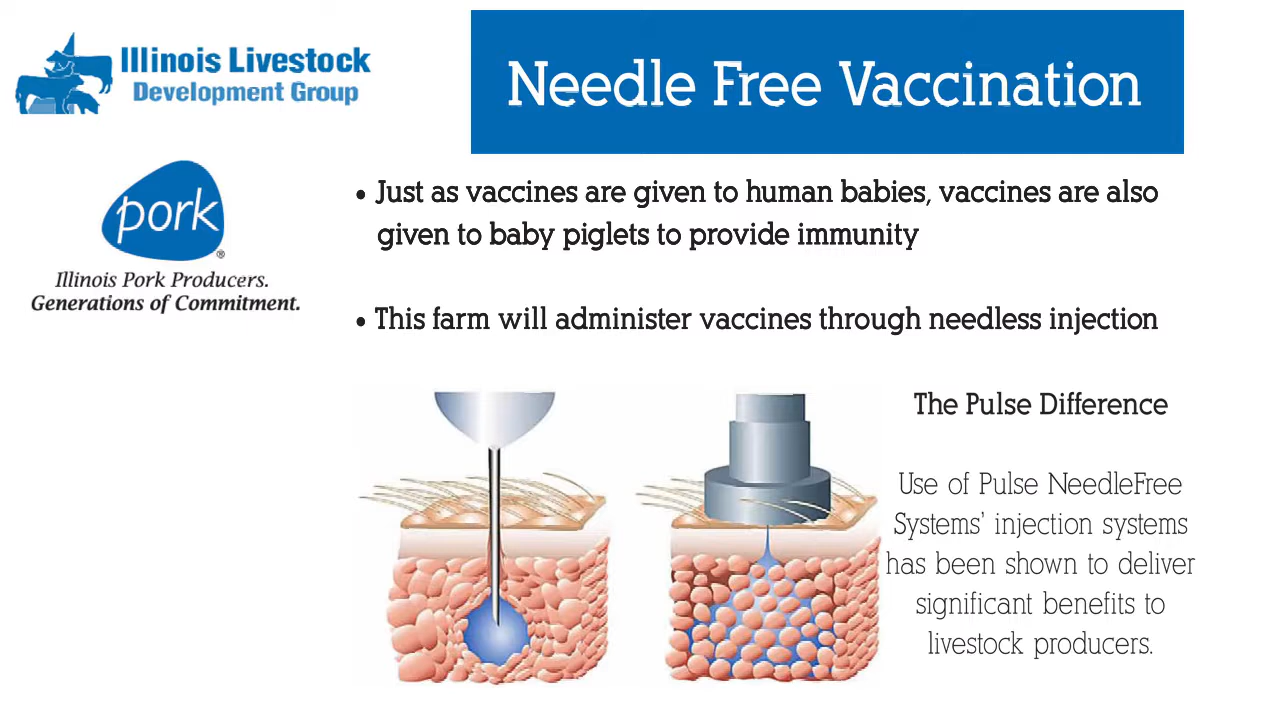 Illinois Livestock
Development Group
Needle Free Vaccination
pork®
Illinois Pork Producers.
Generations of Commitment.
• Just as vaccines are given to human babies, vaccines are also
given to baby piglets to provide immunity
• This farm will administer vaccines through needless injection
The Pulse Difference
Use of Pulse NeedleFree
Systems' injection systems
has been shown to deliver
significant benefits to
livestock producers.